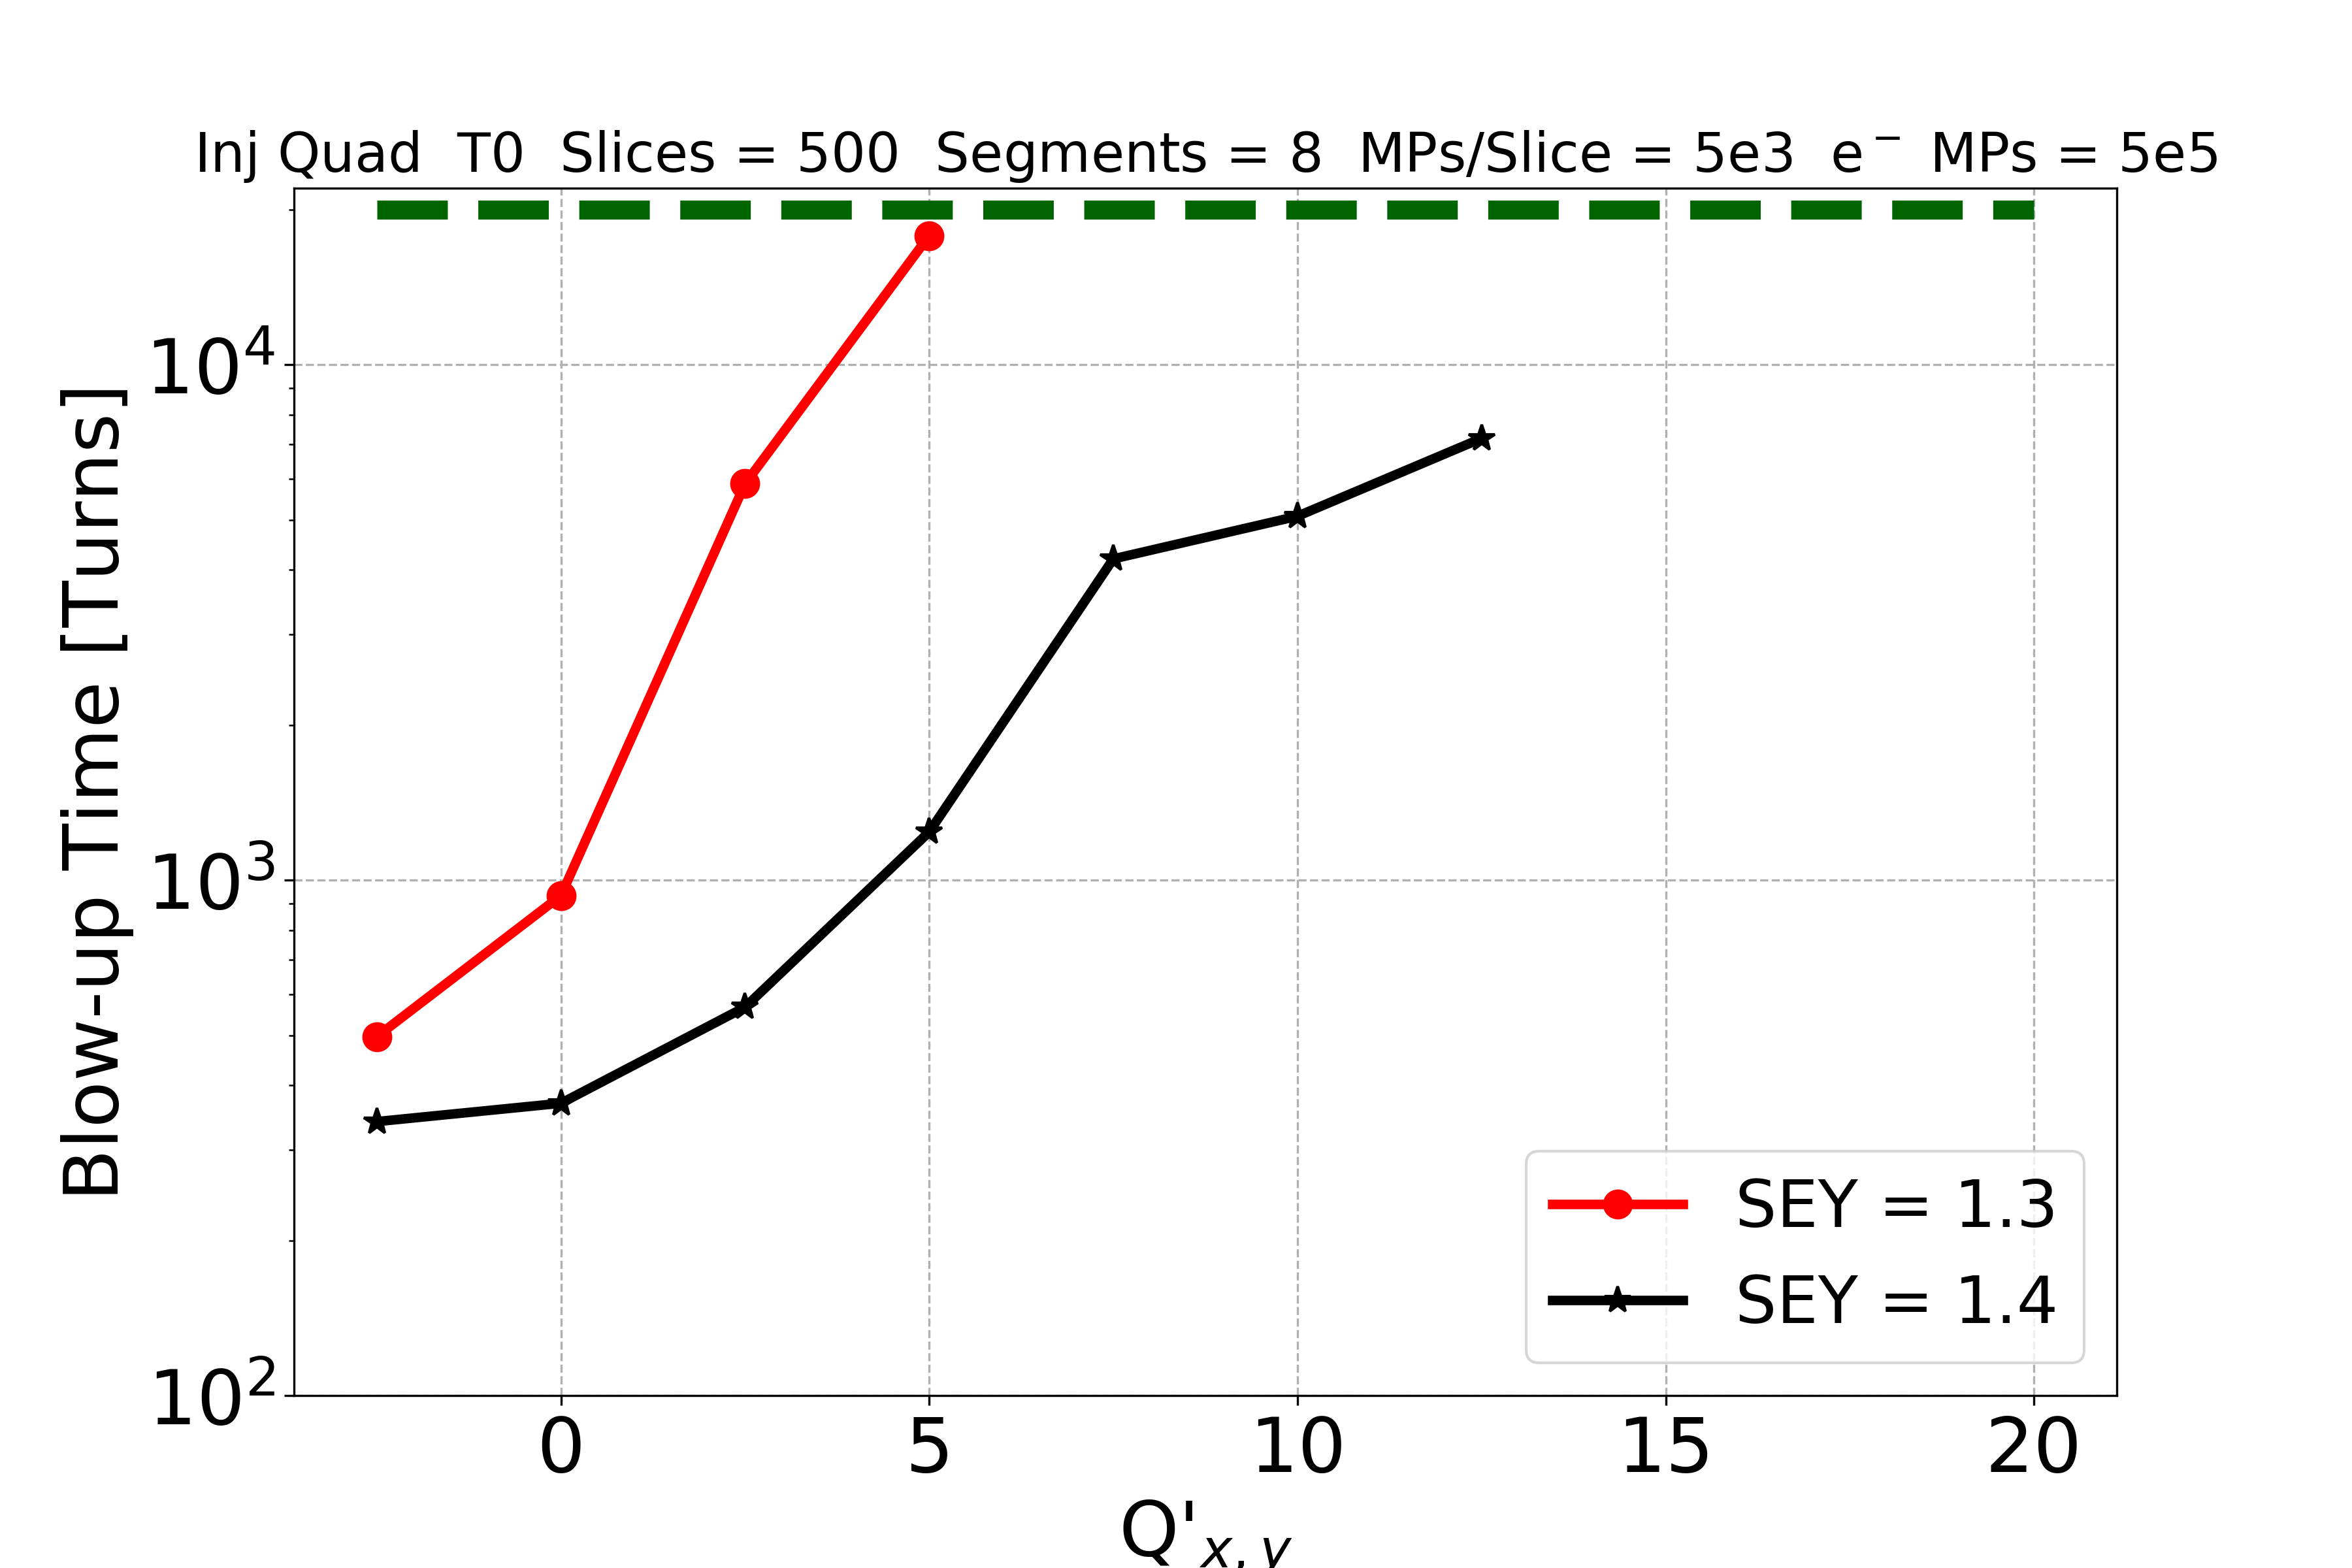 Inj Quad T0 Slices = 500 Segments = 8 MPs/Slice = 5e3 e⁻ MPs = 5e5
Blow-up Time [Turns]
10⁴
10³
10²
SEY = 1.3
SEY = 1.4
0 5 10 15 20
Q'x, y